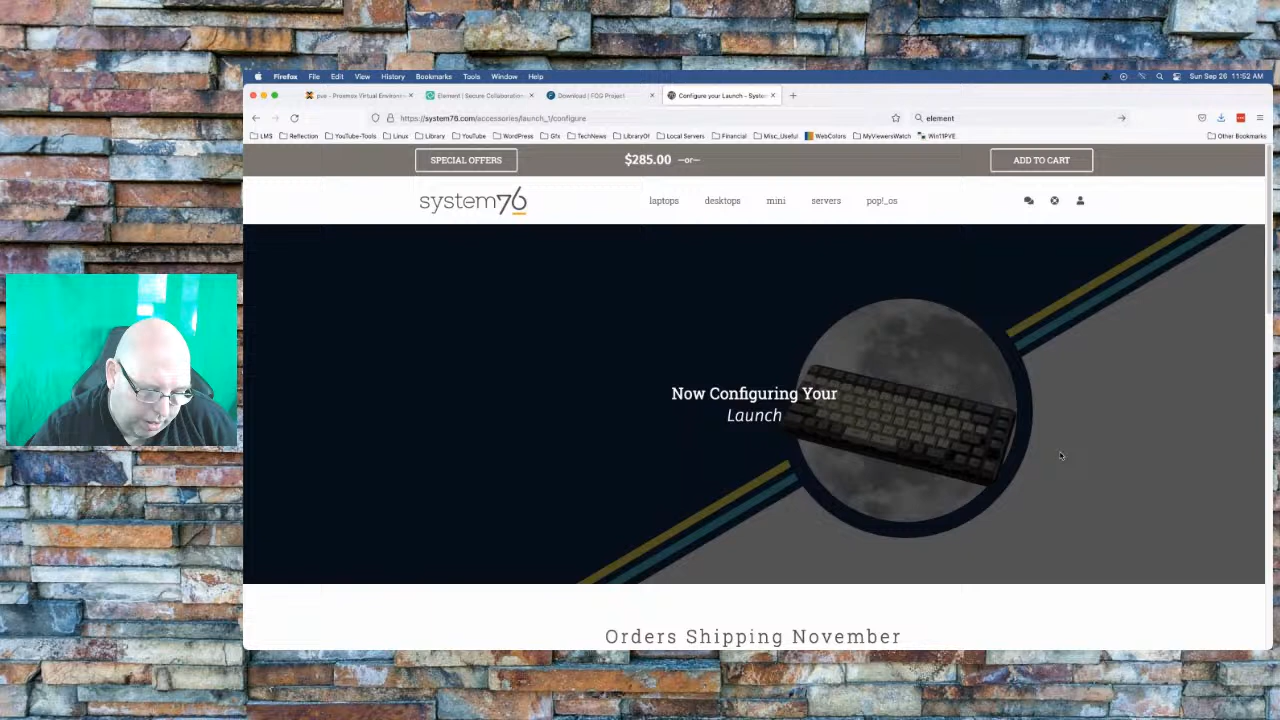 Firefox File Edit View History Bookmarks Tools Window Help Sun Sep 26 11:52 AM
pve - Proxmox Virtual Environm Element | Secure Collaboration Download | FOG Project Configure your Launch - System
https://system76.com/accessories/launch_1/configure element
LMS Reflection YouTube-Tools Linux Library YouTube WordPress Gfx TechNews LibraryOf Local Servers Financial Misc_Useful WebColors MyViewersWatch Win11PVE Other Bookmarks
SPECIAL OFFERS $285.00 —or— ADD TO CART
system76 laptops desktops mini servers pop!_os
Now Configuring Your
Launch
Orders Shipping November